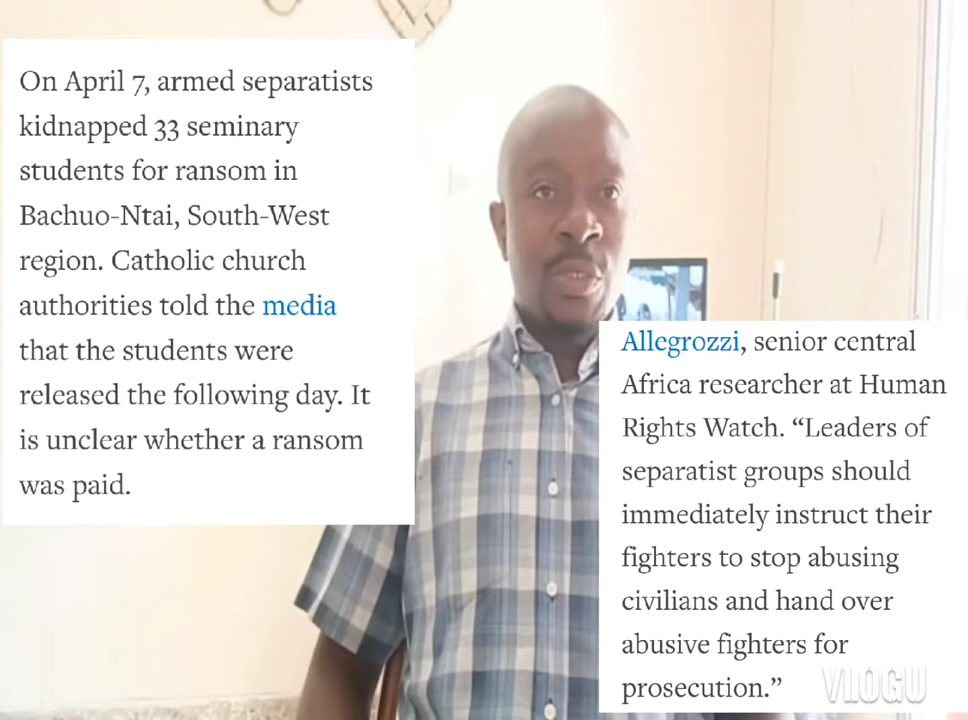 On April 7, armed separatists
kidnapped 33 seminary
students for ransom in
Bachuo-Ntai, South-West
region. Catholic church
authorities told the media
that the students were
released the following day. It
is unclear whether a ransom
was paid.
Allegrozzi, senior central
Africa researcher at Human
Rights Watch. “Leaders of
separatist groups should
immediately instruct their
fighters to stop abusing
civilians and hand over
abusive fighters for
prosecution.”
VLOGU